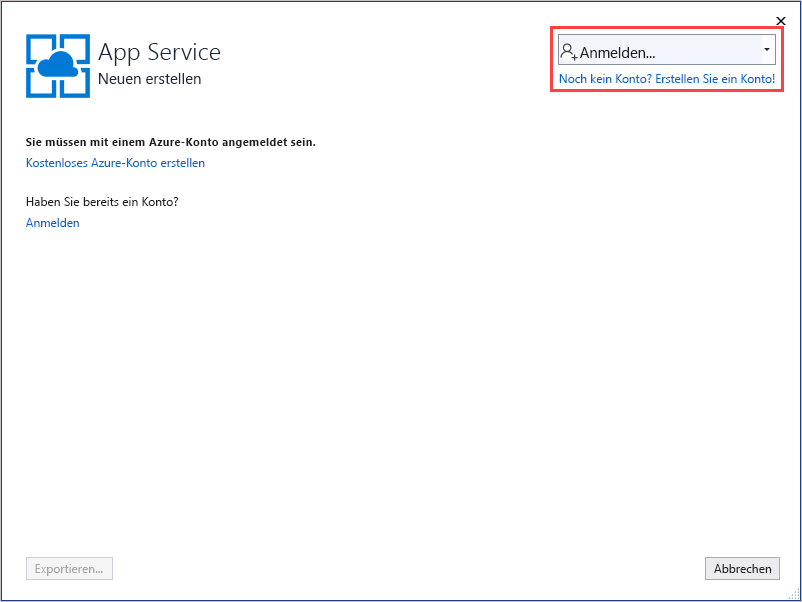 App Service
Neuen erstellen
Anmelden...
Noch kein Konto? Erstellen Sie ein Konto!
Sie müssen mit einem Azure-Konto angemeldet sein.
Kostenloses Azure-Konto erstellen
Haben Sie bereits ein Konto?
Anmelden
Exportieren...
Abbrechen